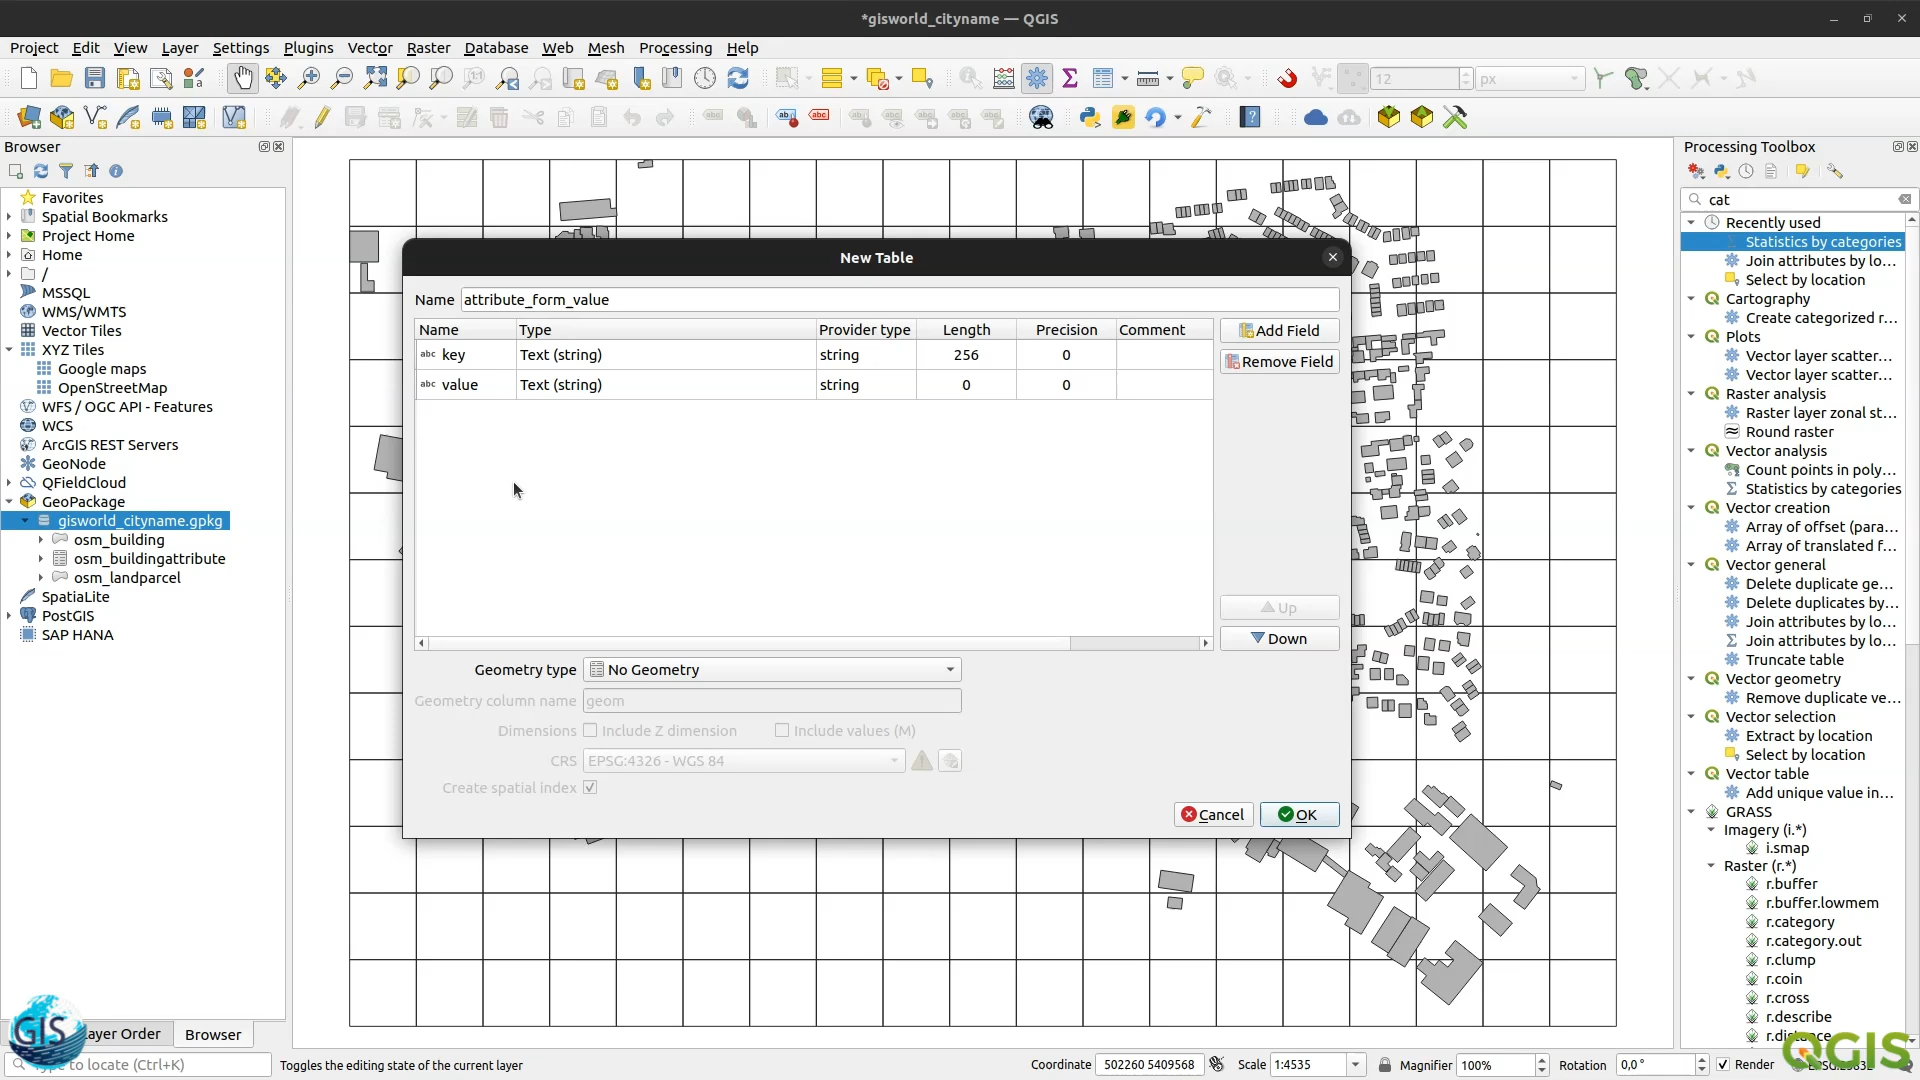 *gisworld_cityname — QGIS
Project Edit View Layer Settings Plugins Vector Raster Database Web Mesh Processing Help
12 px
Browser
Favorites
Spatial Bookmarks
Project Home
Home
/
MSSQL
WMS/WMTS
Vector Tiles
XYZ Tiles
Google maps
OpenStreetMap
WFS / OGC API - Features
WCS
ArcGIS REST Servers
GeoNode
QFieldCloud
GeoPackage
gisworld_cityname.gpkg
osm_building
osm_buildingattribute
osm_landparcel
SpatiaLite
PostGIS
SAP HANA
New Table
Name attribute_form_value
Name Type Provider type Length Precision Comment
abc key Text (string) string 256 0
abc value Text (string) string 0 0
Add Field
Remove Field
Up
Down
Geometry type No Geometry
Geometry column name geom
Dimensions Include Z dimension Include values (M)
CRS EPSG:4326 - WGS 84
Create spatial index
Cancel OK
Processing Toolbox
cat
Recently used
Statistics by categories
Join attributes by lo...
Select by location
Cartography
Create categorized r...
Plots
Vector layer scatter...
Vector layer scatter...
Raster analysis
Raster layer zonal st...
Round raster
Vector analysis
Count points in poly...
Statistics by categories
Vector creation
Array of offset (para...
Array of translated f...
Vector general
Delete duplicate ge...
Delete duplicates by...
Join attributes by lo...
Join attributes by lo...
Truncate table
Vector geometry
Remove duplicate ve...
Vector selection
Extract by location
Select by location
Vector table
Add unique value in...
GRASS
Imagery (i.*)
i.smap
Raster (r.*)
r.buffer
r.buffer.lowmem
r.category
r.category.out
r.clump
r.coin
r.cross
r.describe
GIS
Layer Order Browser
to locate (Ctrl+K)
Toggles the editing state of the current layer
Coordinate 502260 5409568 Scale 1:4535 Magnifier 100% Rotation 0,0° Render
QGIS